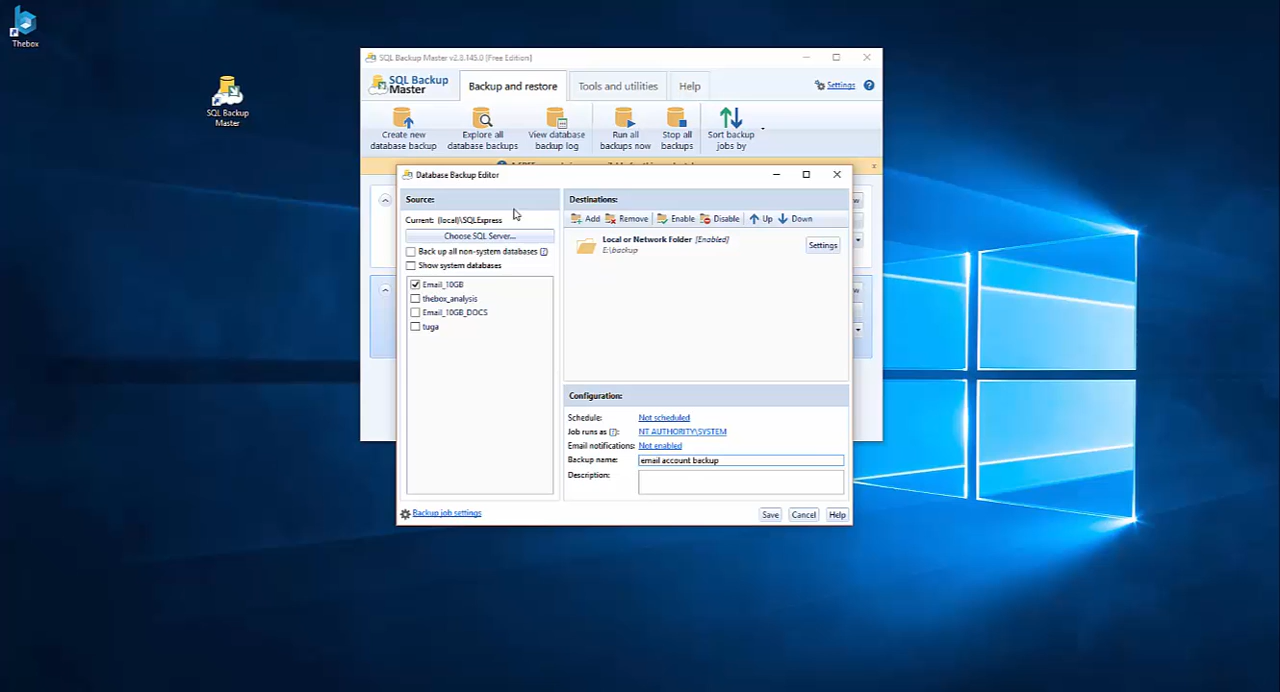 Thebox
SQL Backup
Master
SQL Backup Master v2.3.145.0 [Free Edition]
SQL Backup
Master
Backup and restore
Tools and utilities
Help
Settings
Create new
database backup
Explore all
database backups
View database
backup log
Run all
backups now
Stop all
backups
Sort backup
jobs by
Database Backup Editor
Source:
Current: (local)\SQLExpress
Choose SQL Server...
Back up all non-system databases [?]
Show system databases
Email_10GB
thebox_analysis
Email_10GB_DOCS
tuga
Backup job settings
Destinations:
Add Remove Enable Disable Up Down
Local or Network Folder [Enabled]
E:\backup
Settings
Configuration:
Schedule: Not scheduled
Job runs as [?]: NT AUTHORITY\SYSTEM
Email notifications: Not enabled
Backup name: email account backup
Description:
Save Cancel Help